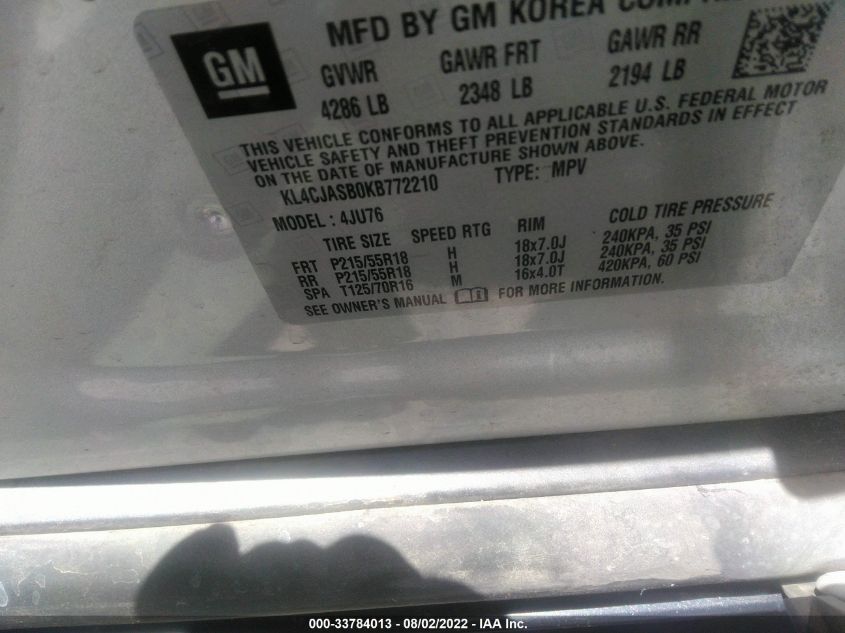 GM
MFD BY GM KOREA
GVWR GAWR FRT GAWR RR
4286 LB 2348 LB 2194 LB
THIS VEHICLE CONFORMS TO ALL APPLICABLE U.S. FEDERAL MOTOR
VEHICLE SAFETY AND THEFT PREVENTION STANDARDS IN EFFECT
ON THE DATE OF MANUFACTURE SHOWN ABOVE.
KL4CJASB0KB772210 TYPE: MPV
MODEL : 4JU76
TIRE SIZE SPEED RTG RIM COLD TIRE PRESSURE
FRT P215/55R18 H 18x7.0J 240KPA, 35 PSI
RR P215/55R18 H 18x7.0J 240KPA, 35 PSI
SPA T125/70R16 M 16x4.0T 420KPA, 60 PSI
SEE OWNER'S MANUAL FOR MORE INFORMATION.
000-33784013 - 08/02/2022 - IAA Inc.